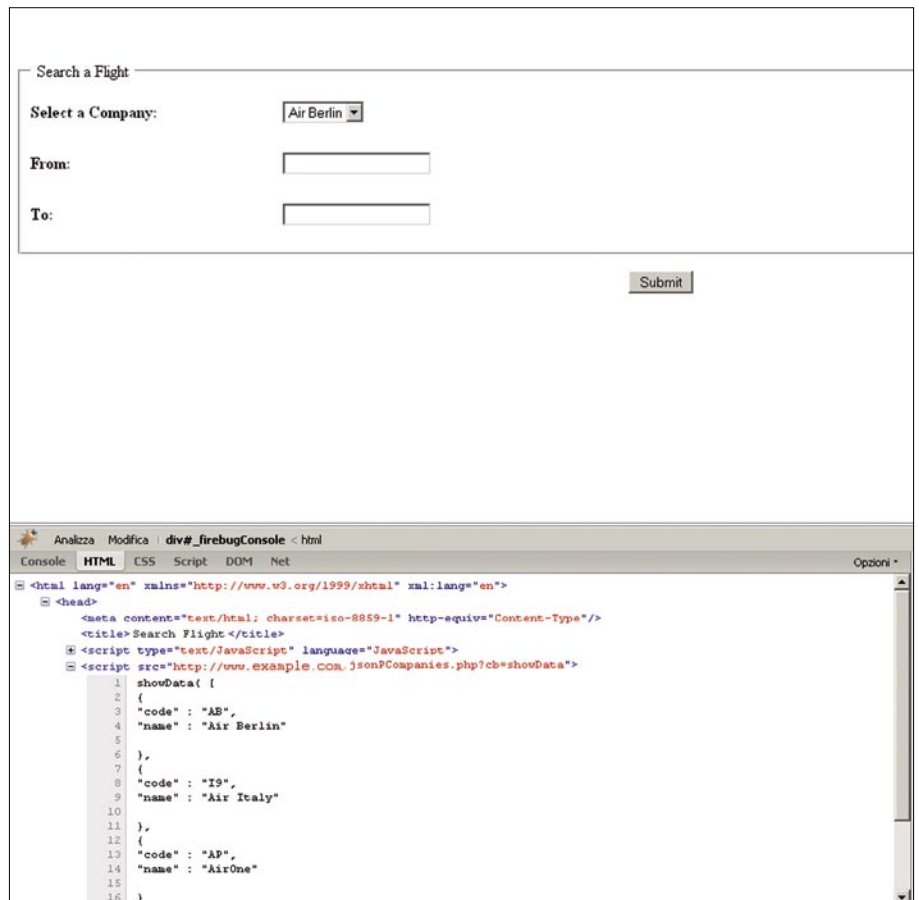 Search a Flight
Select a Company: Air Berlin
From:
To:
Submit
Analizza Modifica div#_firebugConsole < html
Console HTML CSS Script DOM Net Opzioni
<html lang="en" xmlns="http://www.w3.org/1999/xhtml" xml:lang="en">
<head>
<meta content="text/html; charset=iso-8859-1" http-equiv="Content-Type"/>
<title>Search Flight</title>
<script type="text/JavaScript" language="JavaScript">
<script src="http://www.example.com.jsonPCompanies.php?cb=showData">
1 showData( [
2 {
3 "code" : "AB",
4 "name" : "Air Berlin"
5
6 },
7 {
8 "code" : "I9",
9 "name" : "Air Italy"
10
11 },
12 {
13 "code" : "AP",
14 "name" : "AirOne"
15
16 }